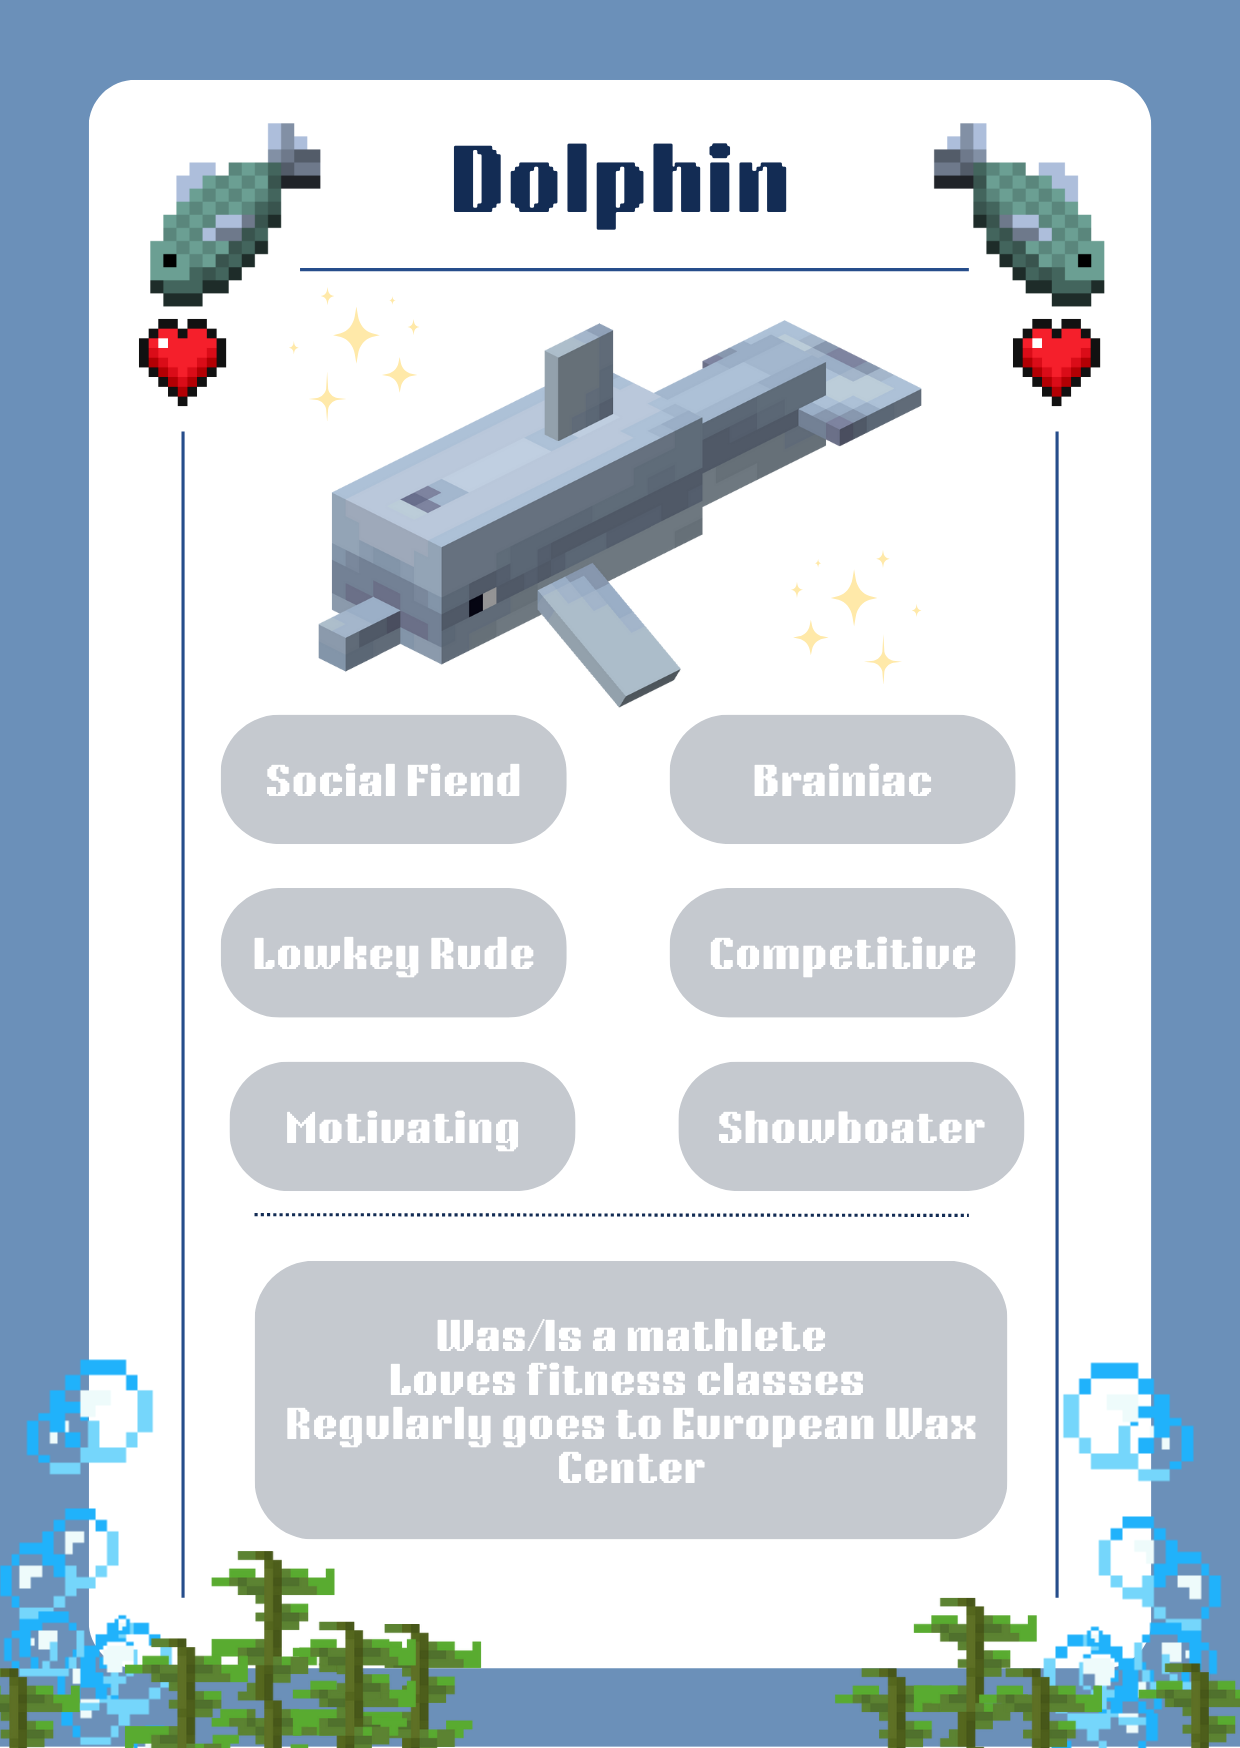 Dolphin
Social Fiend
Brainiac
Lowkey Rude
Competitive
Motivating
Showboater
Was/Is a mathlete
Loves fitness classes
Regularly goes to European Wax
Center